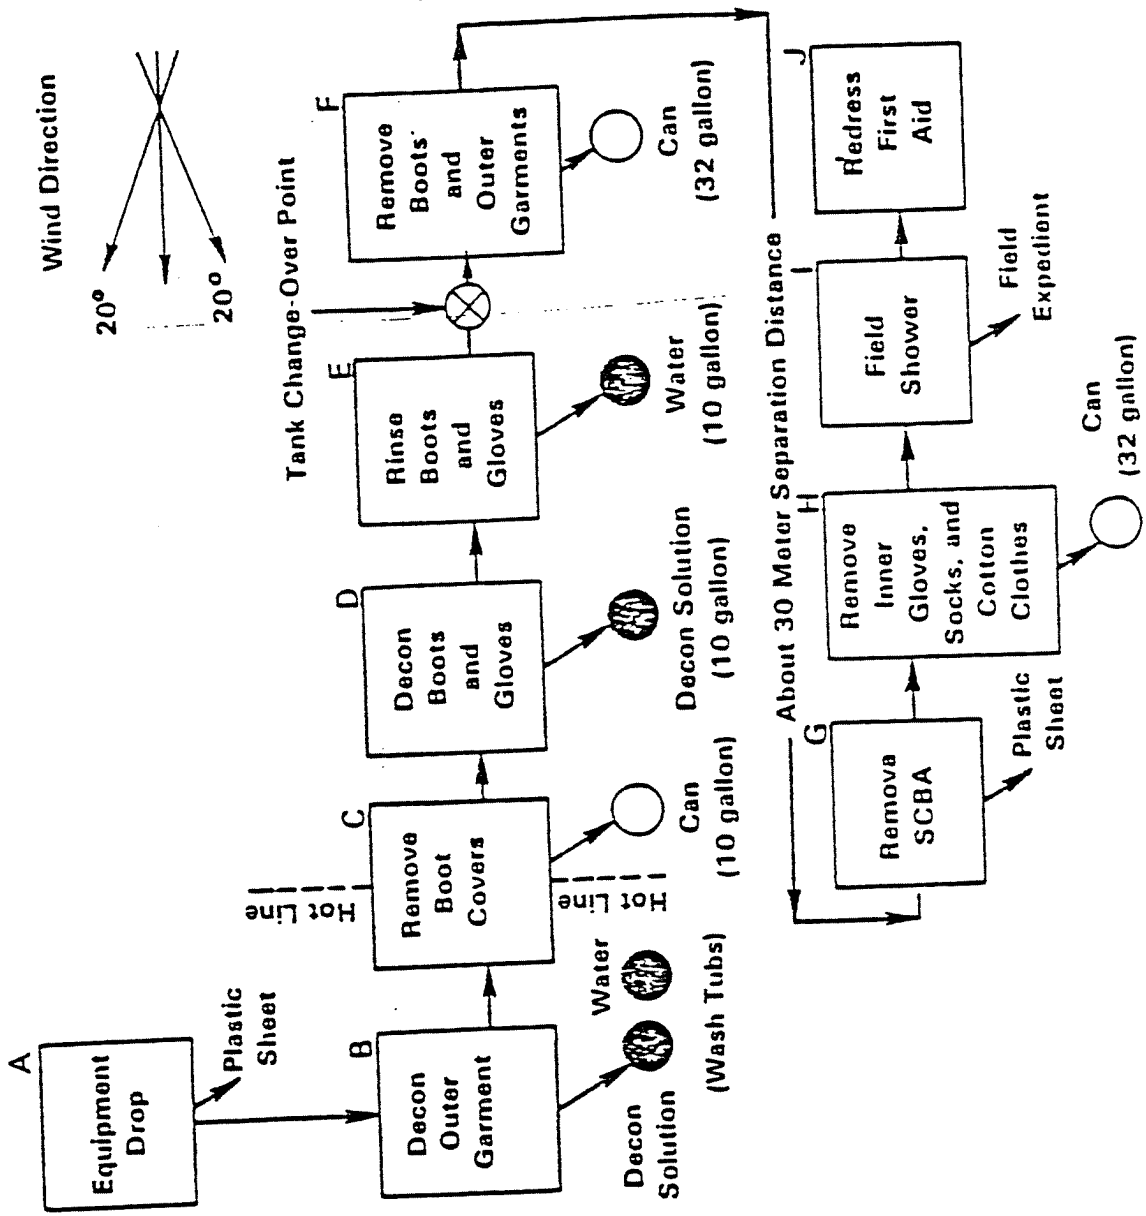 Wind Direction
20°
20°
A
Equipment
Drop
Plastic
Sheet
B
Decon
Outer
Garment
Decon
Solution
Water
(Wash Tubs)
Hot Line
Hot Line
C
Remove
Boot
Covers
Can
(10 gallon)
D
Decon
Boots
and
Gloves
Decon Solution
(10 gallon)
E
Rinse
Boots
and
Gloves
Water
(10 gallon)
Tank Change-Over Point
F
Remove
Boots
and
Outer
Garments
Can
(32 gallon)
About 30 Meter Separation Distance
G
Remova
SCBA
Plastic
Sheet
H
Remove
Inner
Gloves,
Socks, and
Cotton
Clothes
Can
(32 gallon)
I
Field
Shower
Field
Expedient
J
Redress
First
Aid